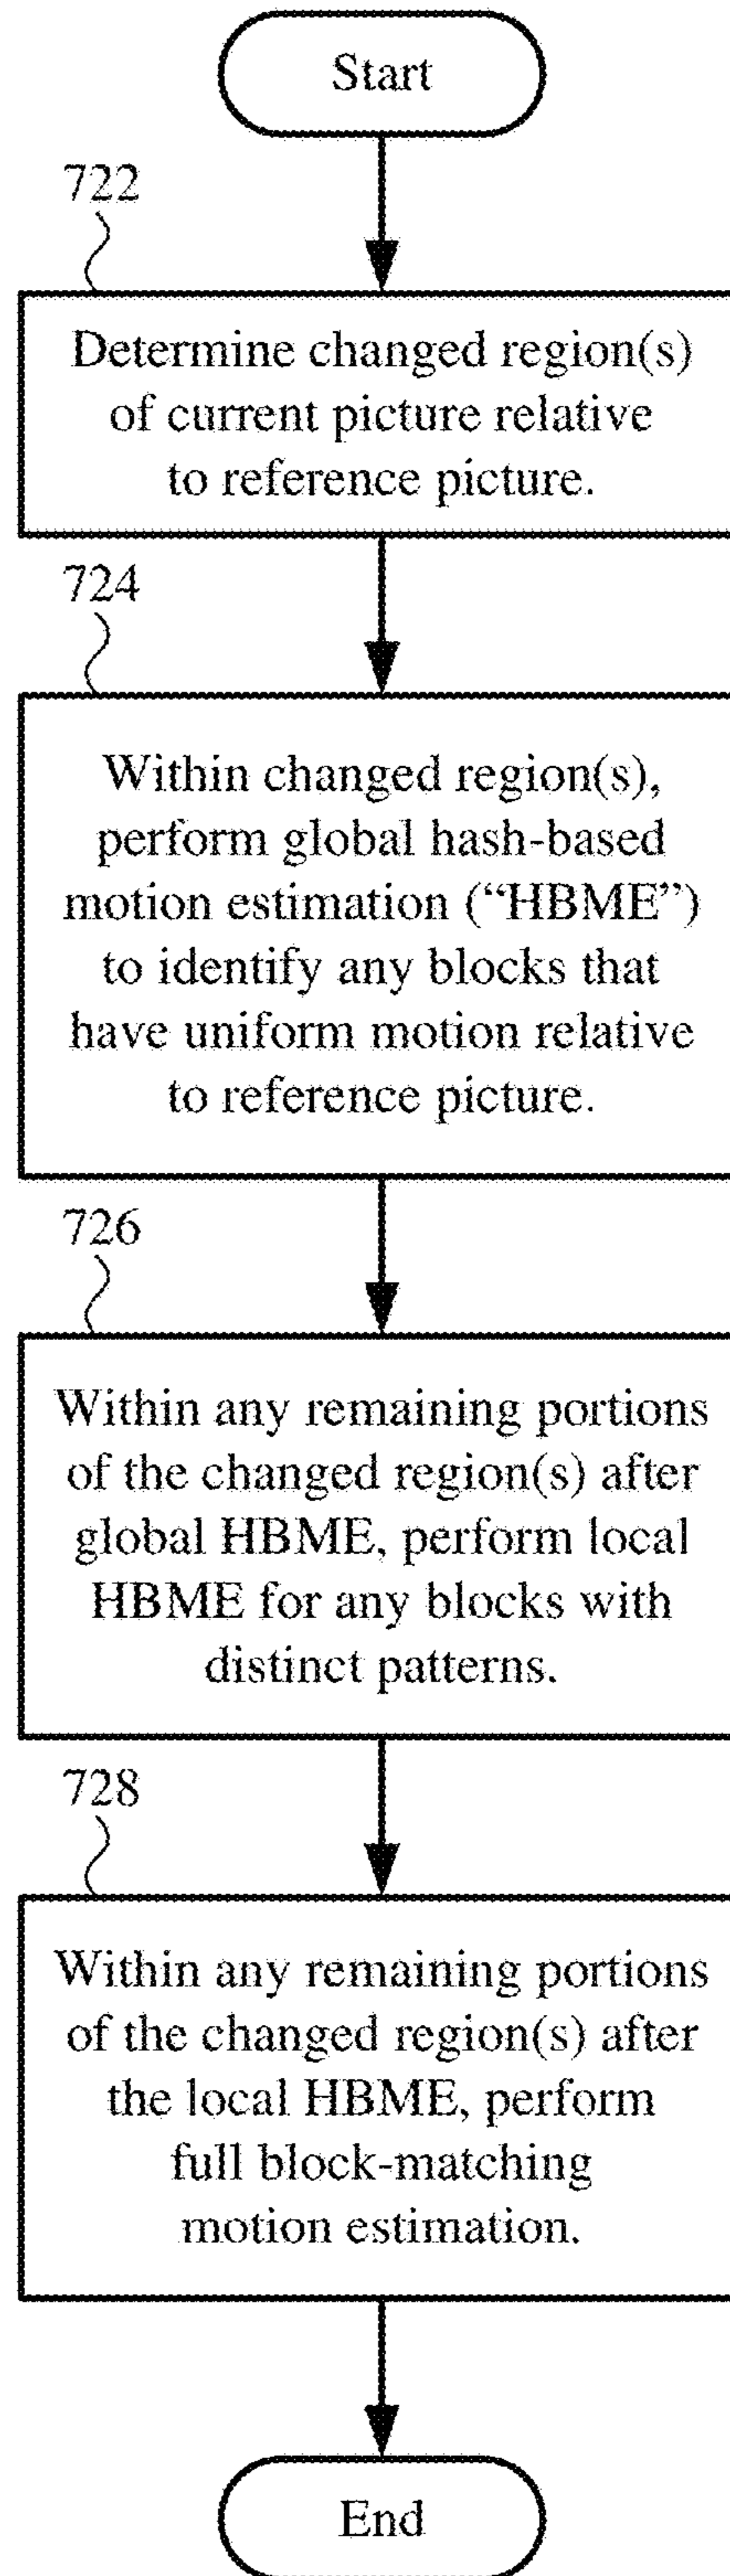 Start
722
Determine changed region(s)
of current picture relative
to reference picture.
724
Within changed region(s),
perform global hash-based
motion estimation (“HBME”)
to identify any blocks that
have uniform motion relative
to reference picture.
726
Within any remaining portions
of the changed region(s) after
global HBME, perform local
HBME for any blocks with
distinct patterns.
728
Within any remaining portions
of the changed region(s) after
the local HBME, perform
full block-matching
motion estimation.
End